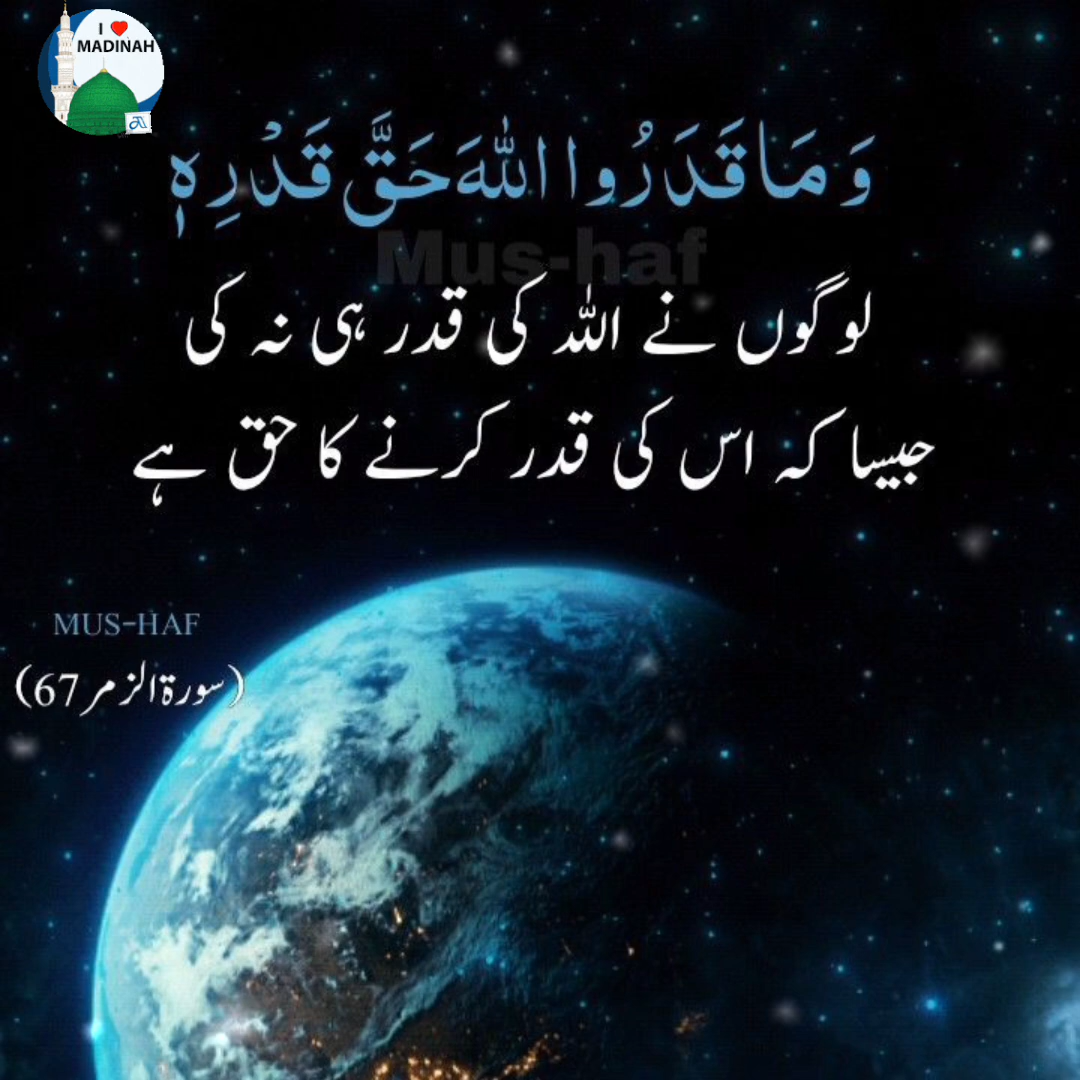 I ❤ MADINAH
وَمَا قَدَرُوا اللّٰهَ حَقَّ قَدْرِهٖ
Mus-haf
لوگوں نے اللہ کی قدر ہی نہ کی
جیسا کہ اس کی قدر کرنے کا حق ہے
MUS-HAF
(سورۃ الزمر 67)